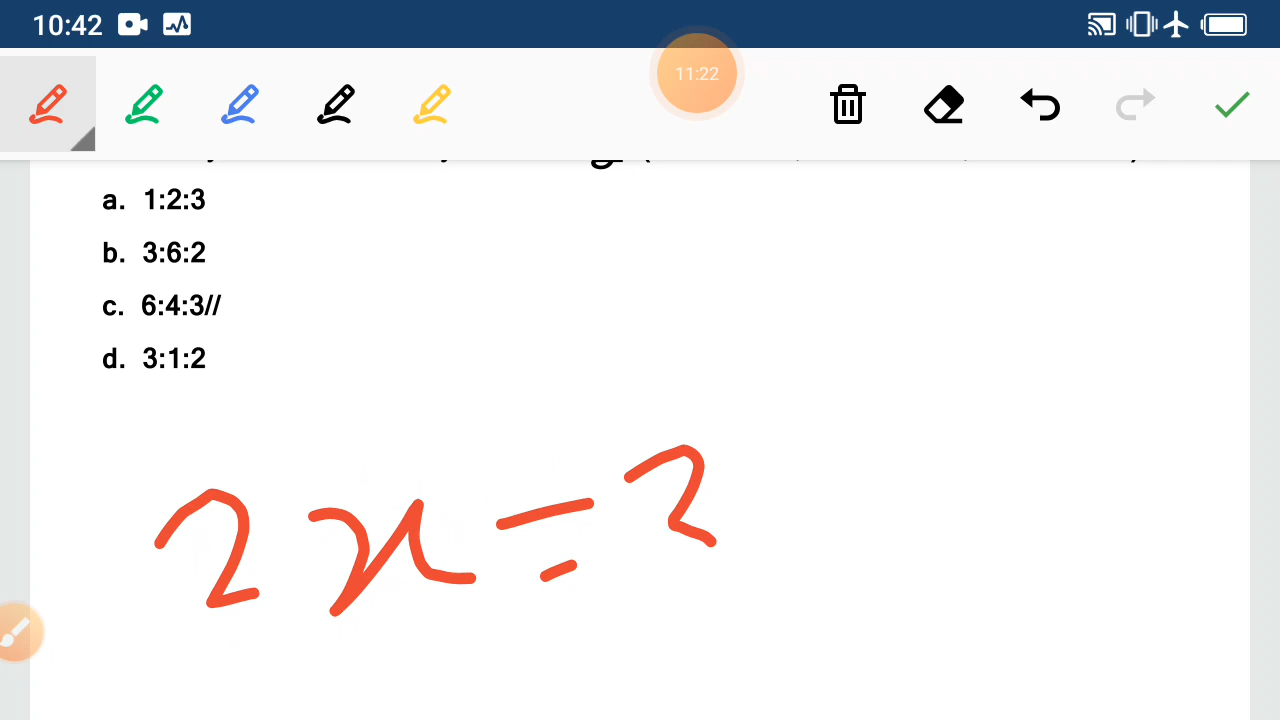 10:42
11:22
a. 1:2:3
b. 3:6:2
c. 6:4:3//
d. 3:1:2
2x=2